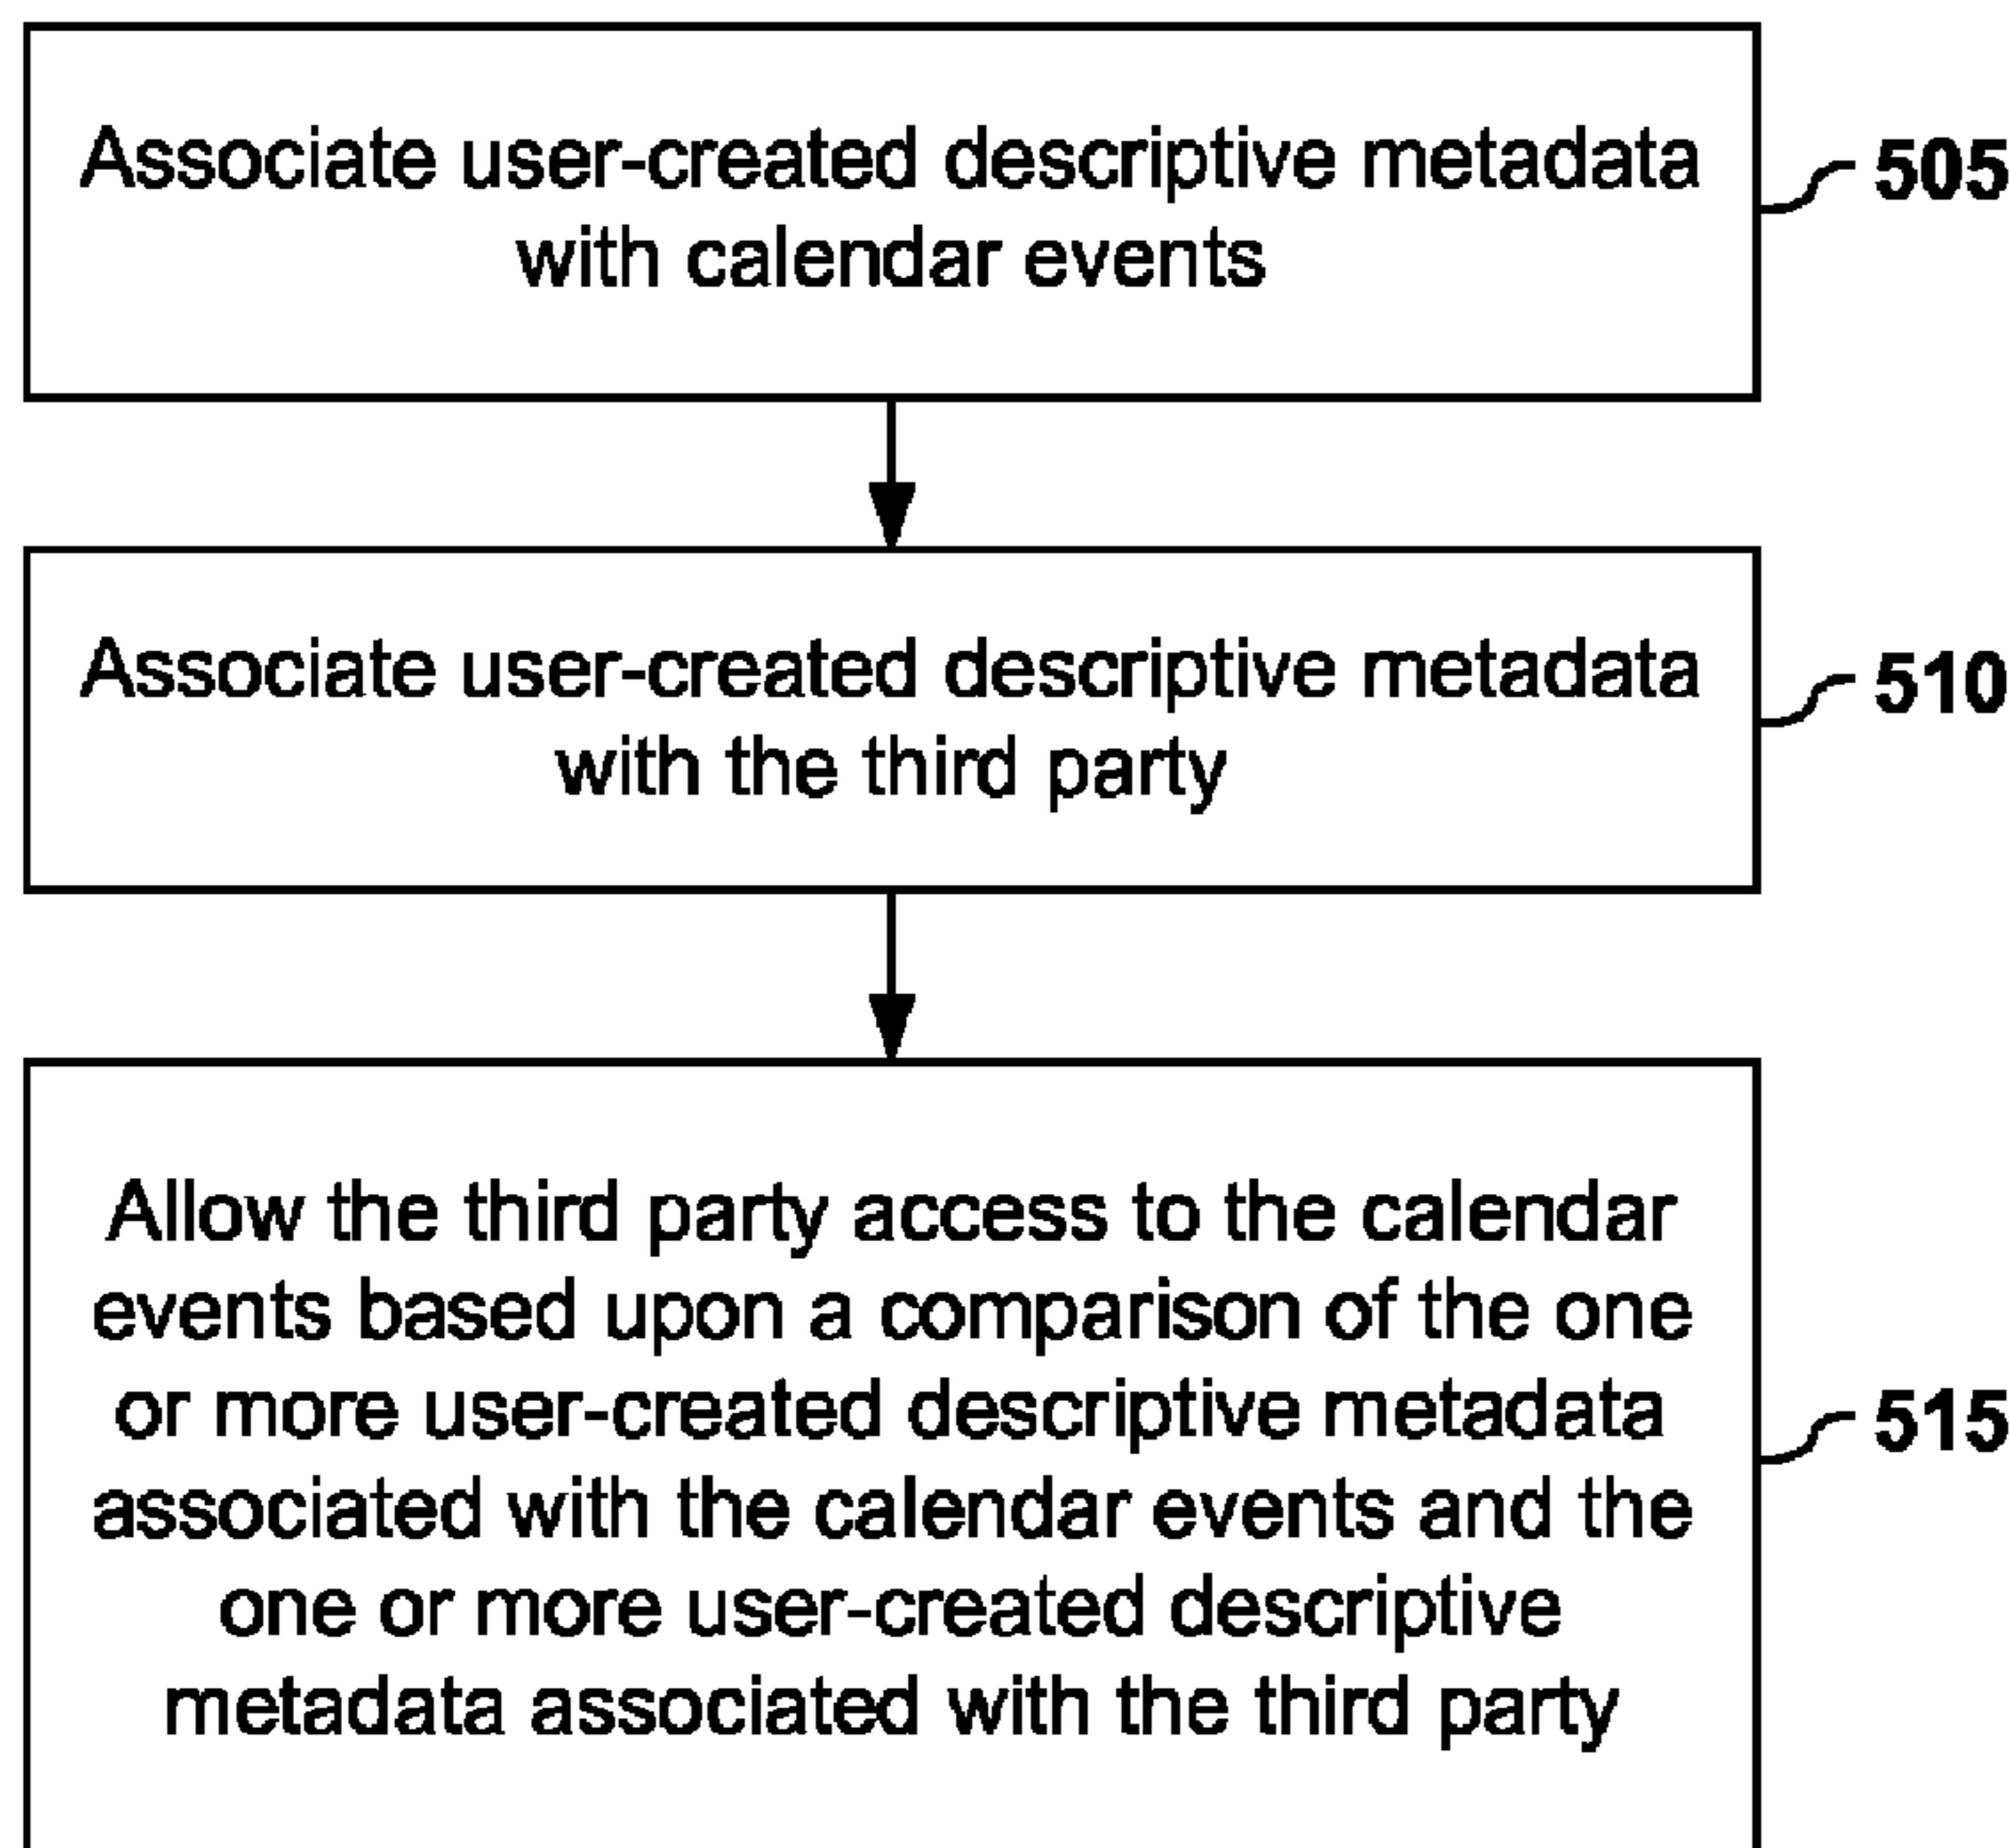 Associate user-created descriptive metadata
with calendar events
505
Associate user-created descriptive metadata
with the third party
510
Allow the third party access to the calendar
events based upon a comparison of the one
or more user-created descriptive metadata
associated with the calendar events and the
one or more user-created descriptive
metadata associated with the third party
515